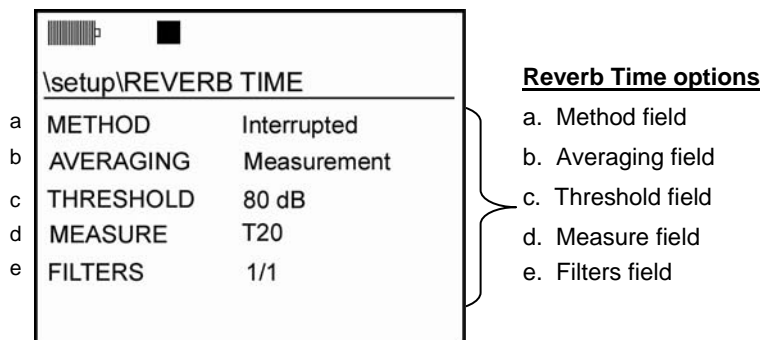 \setup\REVERB TIME
a METHOD Interrupted
b AVERAGING Measurement
c THRESHOLD 80 dB
d MEASURE T20
e FILTERS 1/1
Reverb Time options
a. Method field
b. Averaging field
c. Threshold field
d. Measure field
e. Filters field